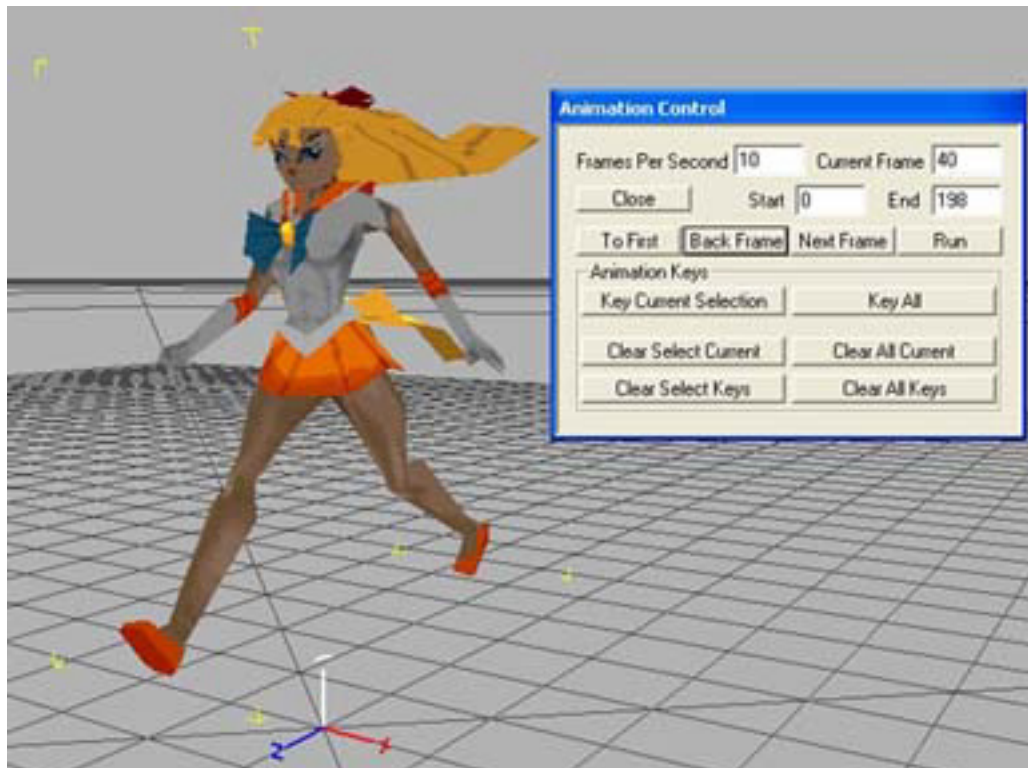 Animation Control
Frames Per Second 10 Current Frame 40
Close Start 0 End 198
To First Back Frame Next Frame Run
Animation Keys
Key Current Selection Key All
Clear Select Current Clear All Current
Clear Select Keys Clear All Keys
Z